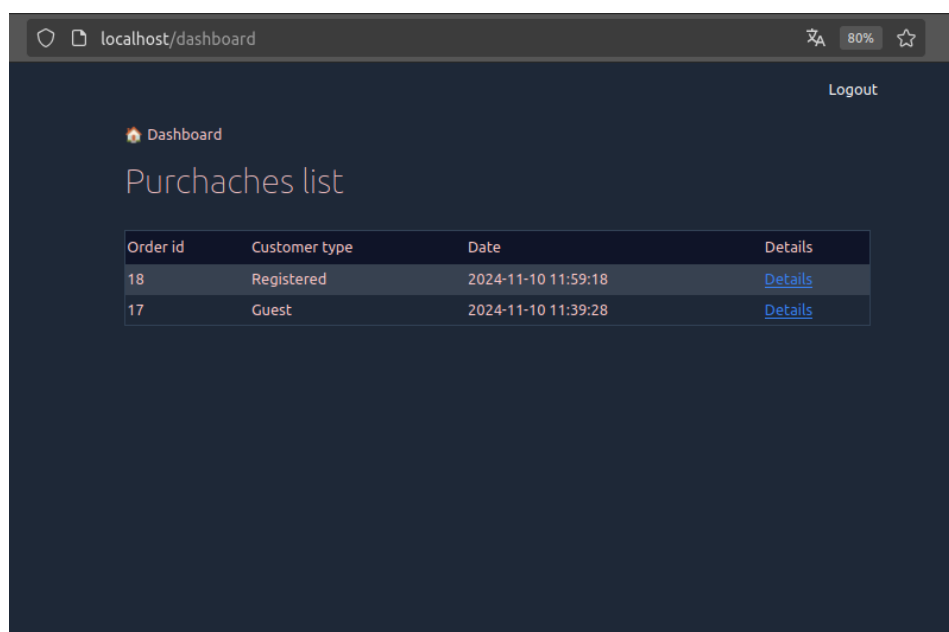 localhost/dashboard 80%
Logout
🏠 Dashboard
Purchaches list
Order id Customer type Date Details
18 Registered 2024-11-10 11:59:18 Details
17 Guest 2024-11-10 11:39:28 Details